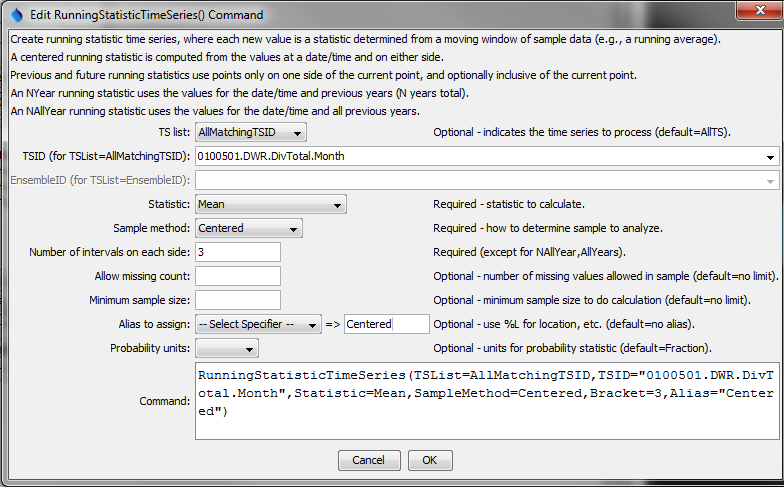 Edit RunningStatisticTimeSeries() Command
Create running statistic time series, where each new value is a statistic determined from a moving window of sample data (e.g., a running average).
A centered running statistic is computed from the values at a date/time and on either side.
Previous and future running statistics use points only on one side of the current point, and optionally inclusive of the current point.
An NYear running statistic uses the values for the date/time and previous years (N years total).
An NAllYear running statistic uses the values for the date/time and all previous years.
TS list: AllMatchingTSID Optional - indicates the time series to process (default=AllTS).
TSID (for TSList=AllMatchingTSID): 0100501.DWR.DivTotal.Month
EnsembleID (for TSList=EnsembleID):
Statistic: Mean Required - statistic to calculate.
Sample method: Centered Required - how to determine sample to analyze.
Number of intervals on each side: 3 Required (except for NAllYear,AllYears).
Allow missing count: Optional - number of missing values allowed in sample (default=no limit).
Minimum sample size: Optional - minimum sample size to do calculation (default=no limit).
Alias to assign: -- Select Specifier -- => Centered Optional - use %L for location, etc. (default=no alias).
Probability units: Optional - units for probability statistic (default=Fraction).
Command: RunningStatisticTimeSeries(TSList=AllMatchingTSID,TSID="0100501.DWR.DivT
otal.Month",Statistic=Mean,SampleMethod=Centered,Bracket=3,Alias="Center
ed")
Cancel OK